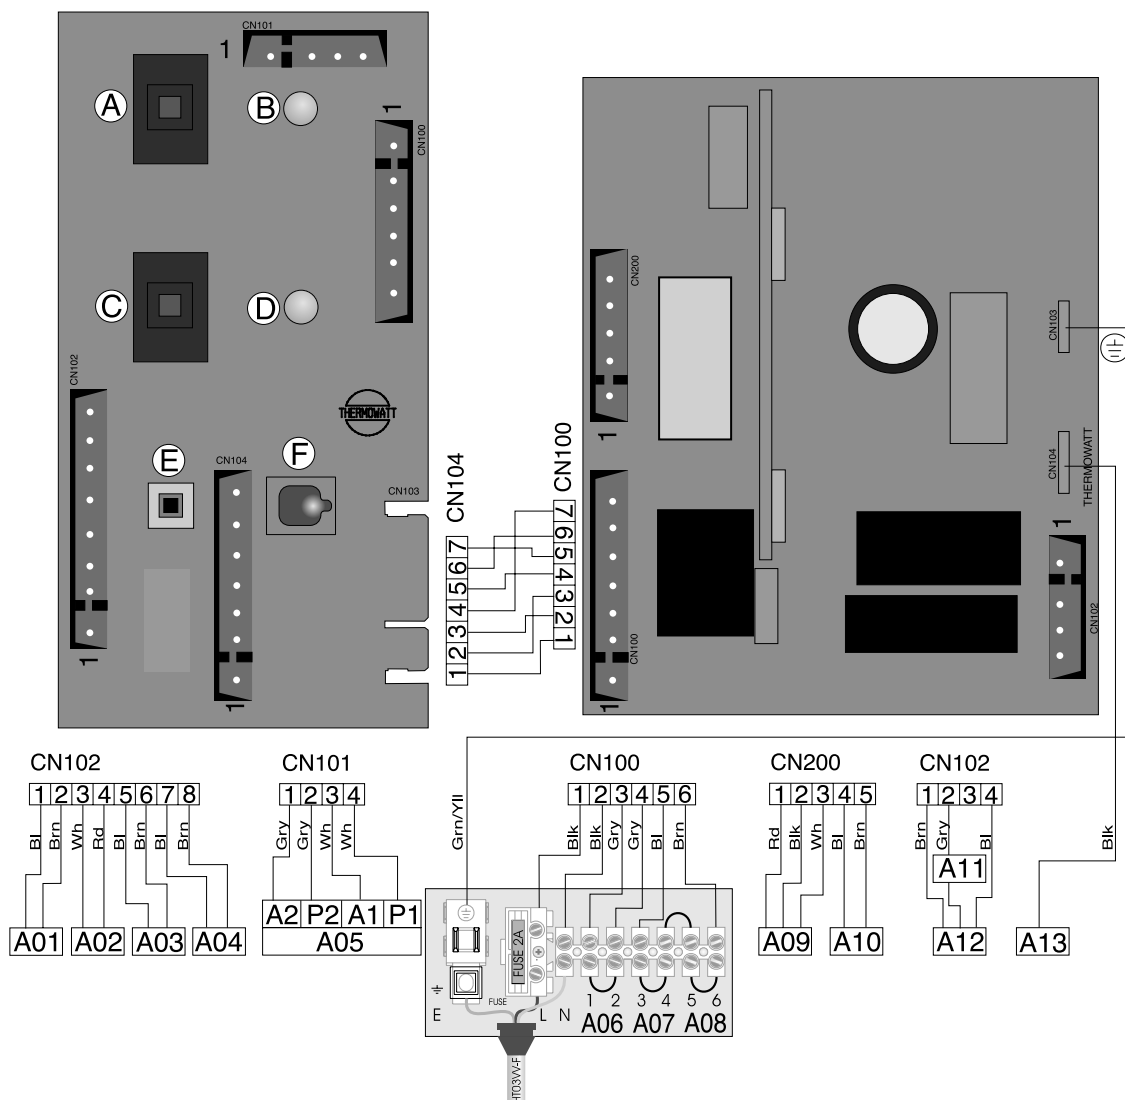 CN101
1
A
B
1
CN100
C
D
CN102
THERMOWATT
E
F
CN104
CN103
1
1
CN104
7
6
5
4
3
2
1
CN100
7
6
5
4
3
2
1
CN200
1
CN103
CN104
THERMOWATT
1
CN102
CN100
1
CN102
1 2 3 4 5 6 7 8
Bl Brn Wh Rd Bl Brn Bl Brn
A01 A02 A03 A04
CN101
1 2 3 4
Gry Gry Wh Wh
A2 P2 A1 P1
A05
Grn/Yll
CN100
1 2 3 4 5 6
Blk Blk Gry Gry Bl Brn
FUSE 2A
FUSE
E L N
1 2 3 4 5 6
A06 A07 A08
HT03VV-F
CN200
1 2 3 4 5
Rd Blk Wh Bl Brn
A09 A10
CN102
1 2 3 4
Brn Gry Bl
A11
A12
Blk
A13